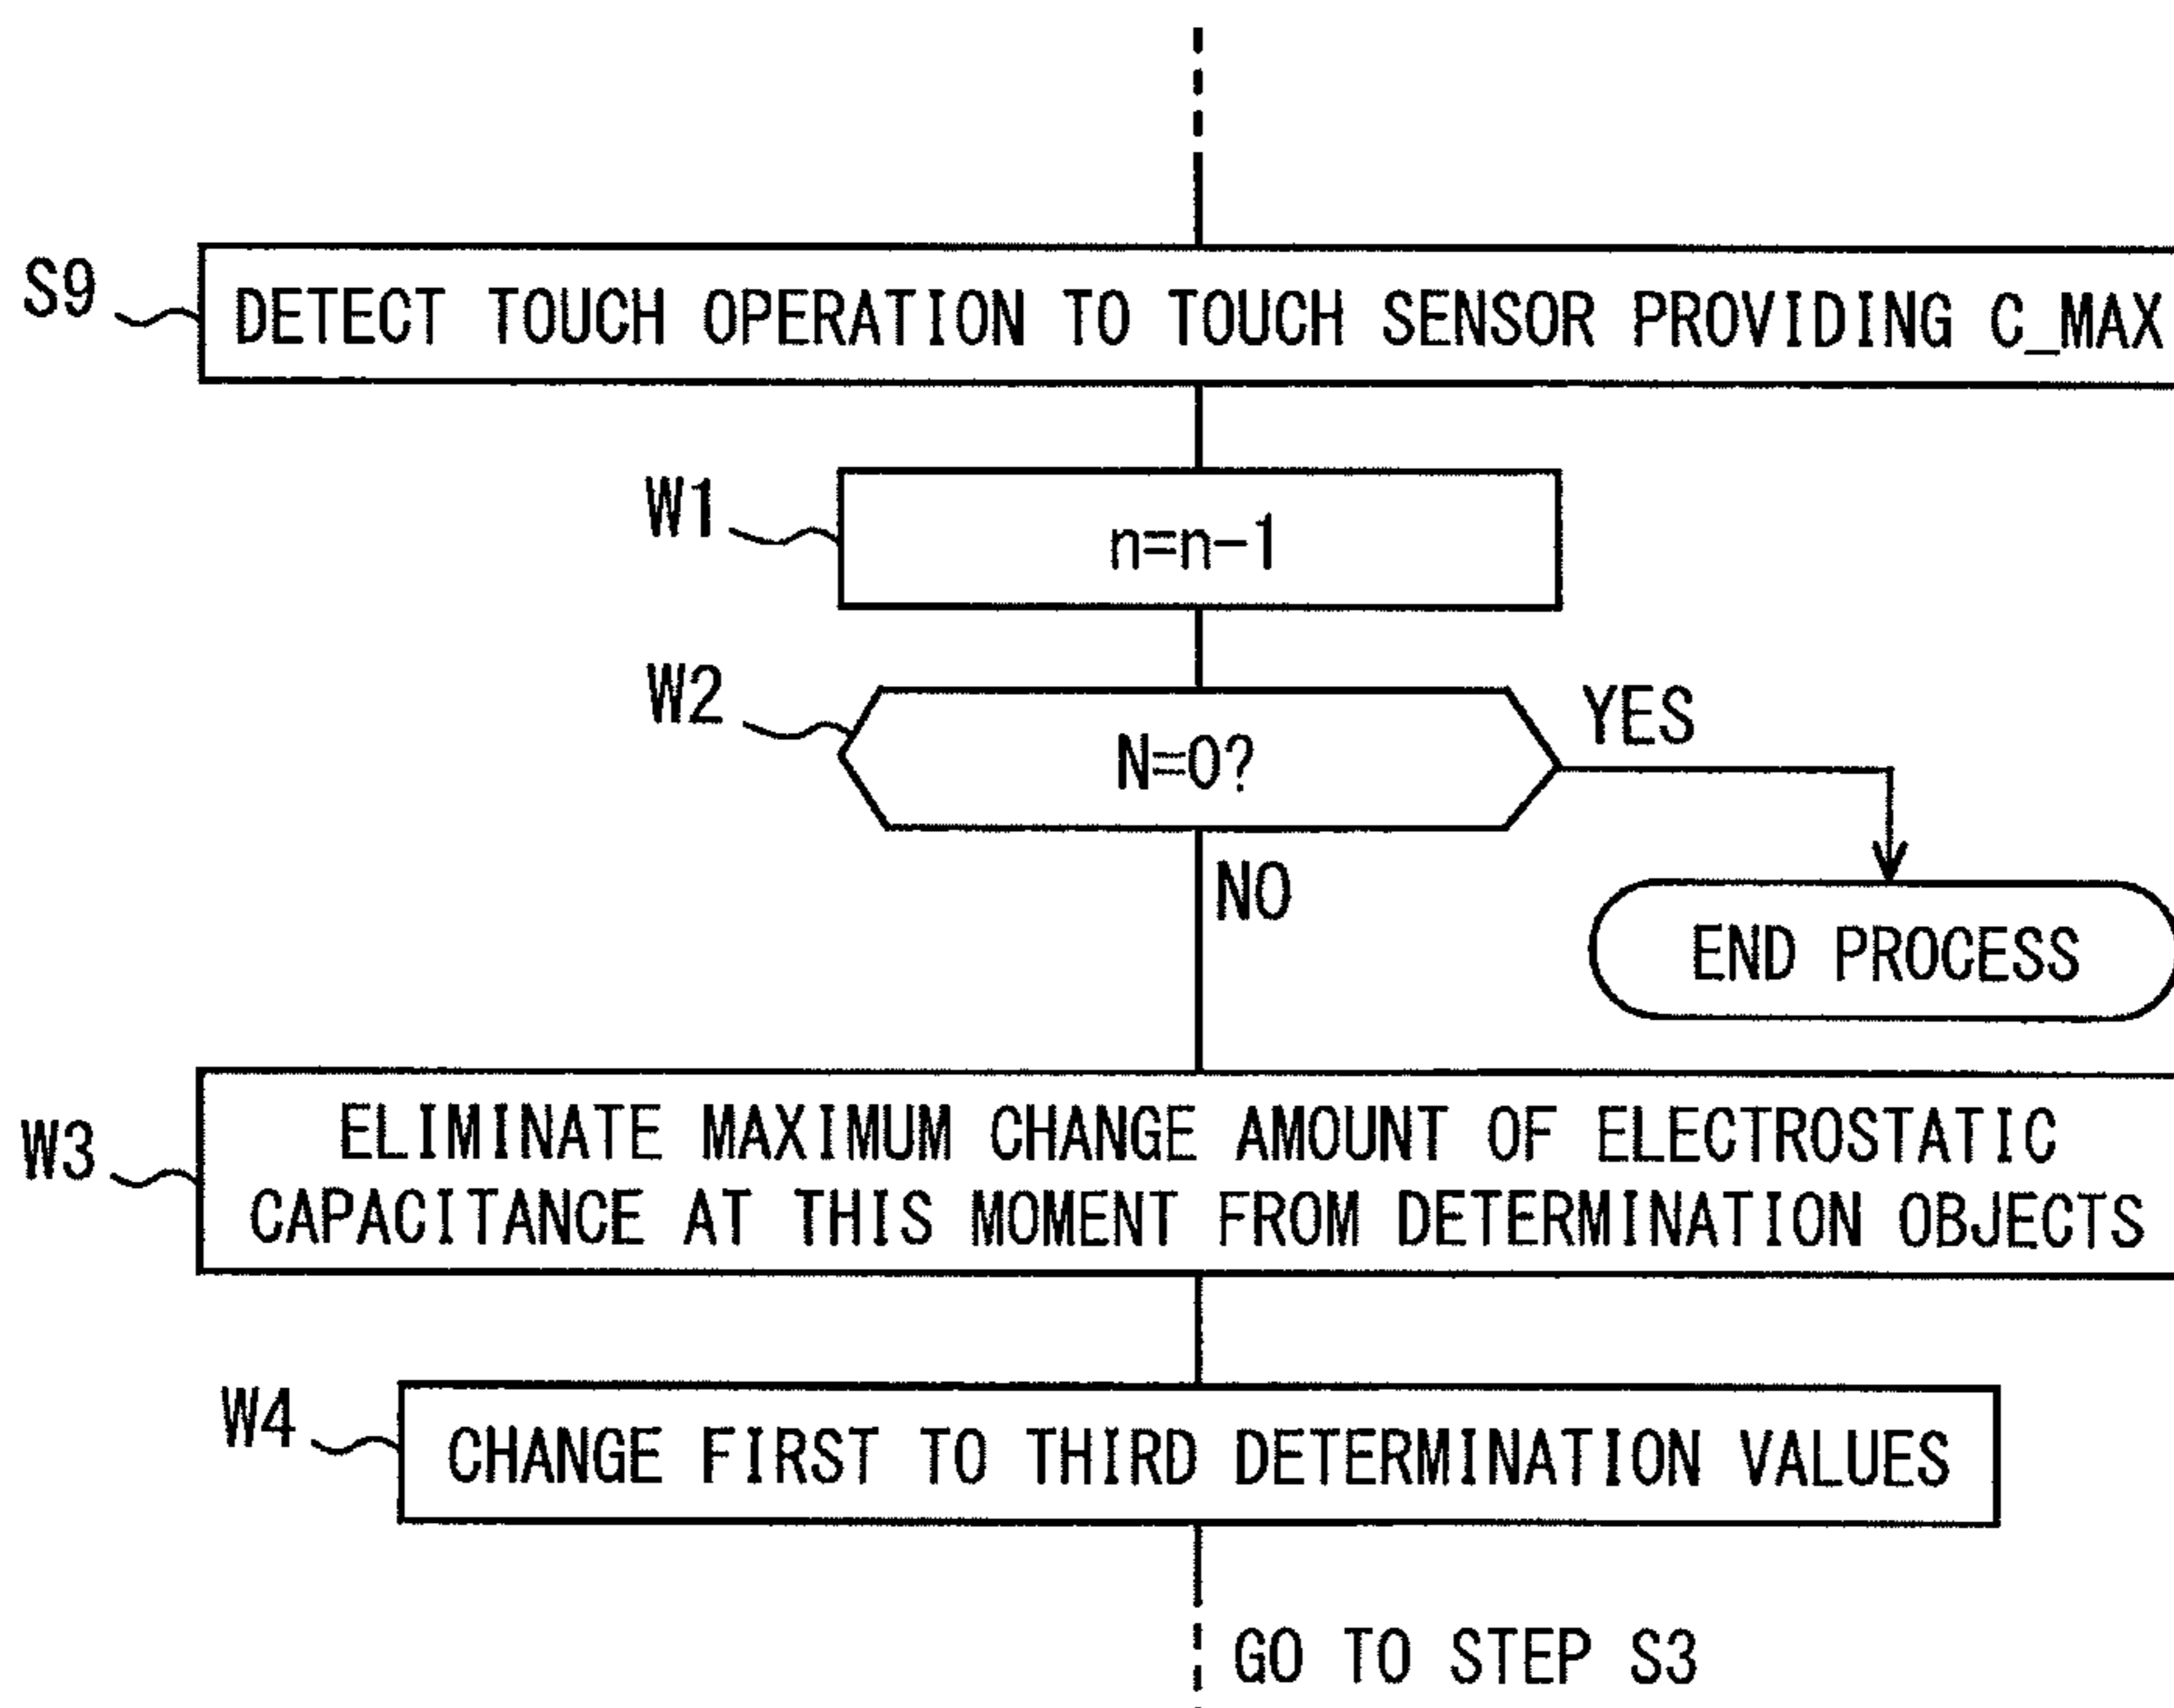 S9
DETECT TOUCH OPERATION TO TOUCH SENSOR PROVIDING C_MAX
W1
n=n-1
W2
N=0?
YES
NO
END PROCESS
W3
ELIMINATE MAXIMUM CHANGE AMOUNT OF ELECTROSTATIC
CAPACITANCE AT THIS MOMENT FROM DETERMINATION OBJECTS
W4
CHANGE FIRST TO THIRD DETERMINATION VALUES
GO TO STEP S3